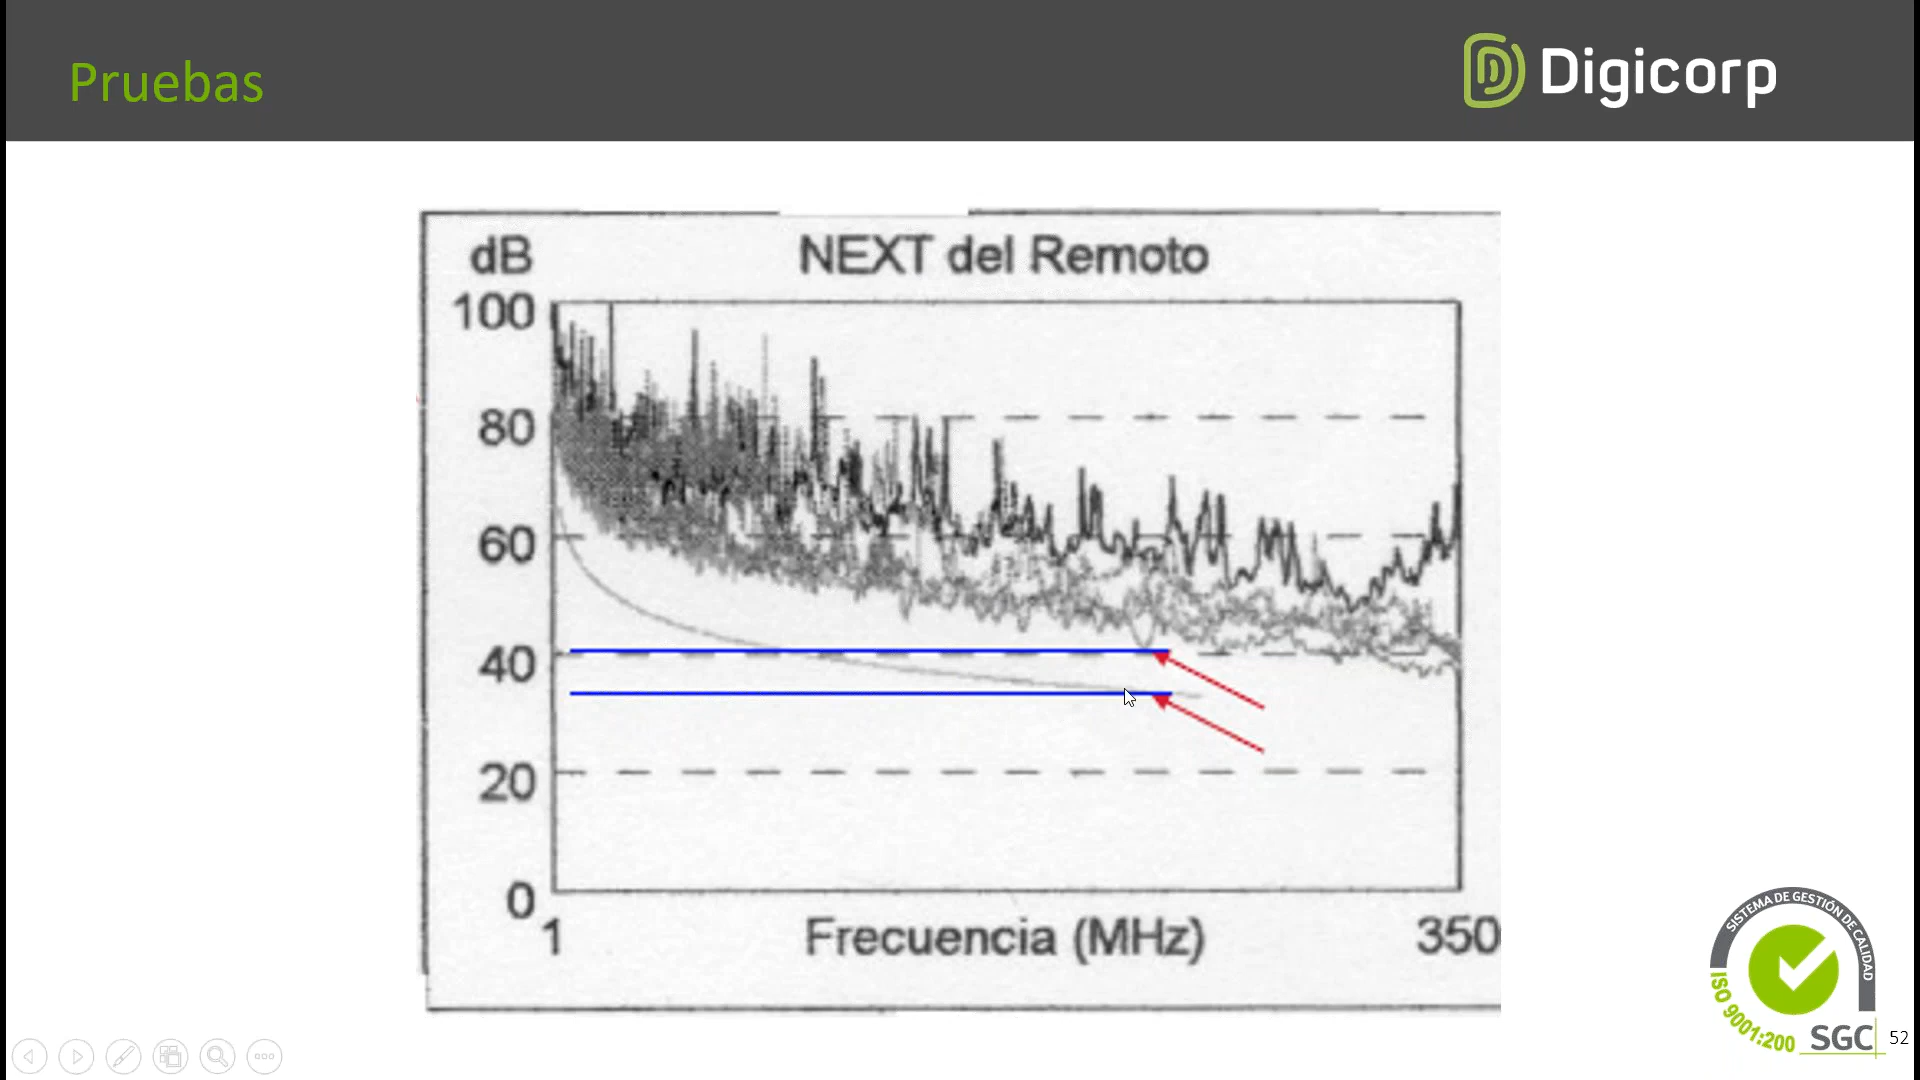 Pruebas
Digicorp
dB
NEXT del Remoto
100
80
60
40
20
0
1
Frecuencia (MHz)
350
SISTEMA DE GESTIÓN DE CALIDAD
ISO 9001:200
SGC
52